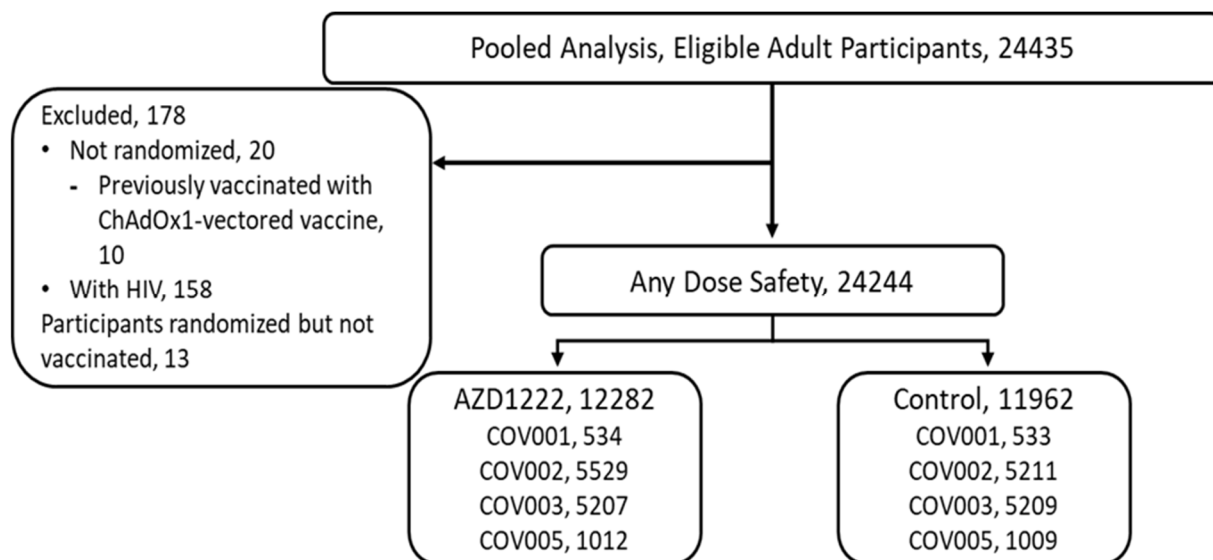 Pooled Analysis, Eligible Adult Participants, 24435
Excluded, 178
• Not randomized, 20
- Previously vaccinated with
ChAdOx1-vectored vaccine,
10
• With HIV, 158
Participants randomized but not
vaccinated, 13
Any Dose Safety, 24244
AZD1222, 12282
COV001, 534
COV002, 5529
COV003, 5207
COV005, 1012
Control, 11962
COV001, 533
COV002, 5211
COV003, 5209
COV005, 1009